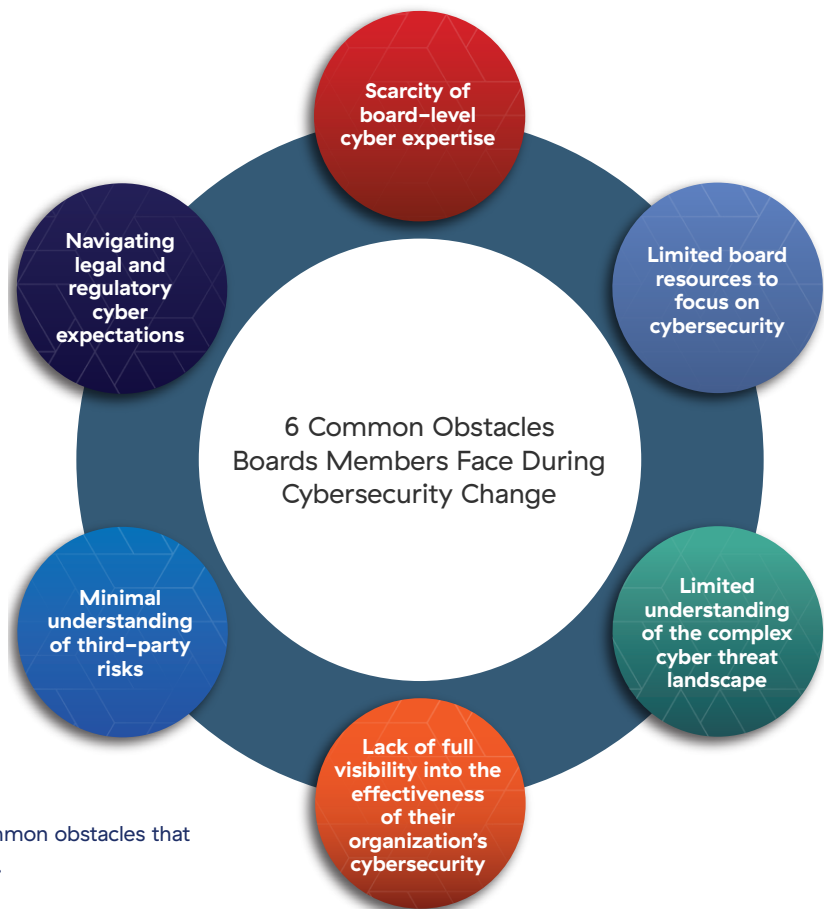 Scarcity of
board-level
cyber expertise
Limited board
resources to
focus on
cybersecurity
Limited
understanding
of the complex
cyber threat
landscape
Lack of full
visibility into the
effectiveness
of their
organization's
cybersecurity
Minimal
understanding
of third-party
risks
Navigating
legal and
regulatory
cyber
expectations
6 Common Obstacles
Boards Members Face During
Cybersecurity Change
obstacles that